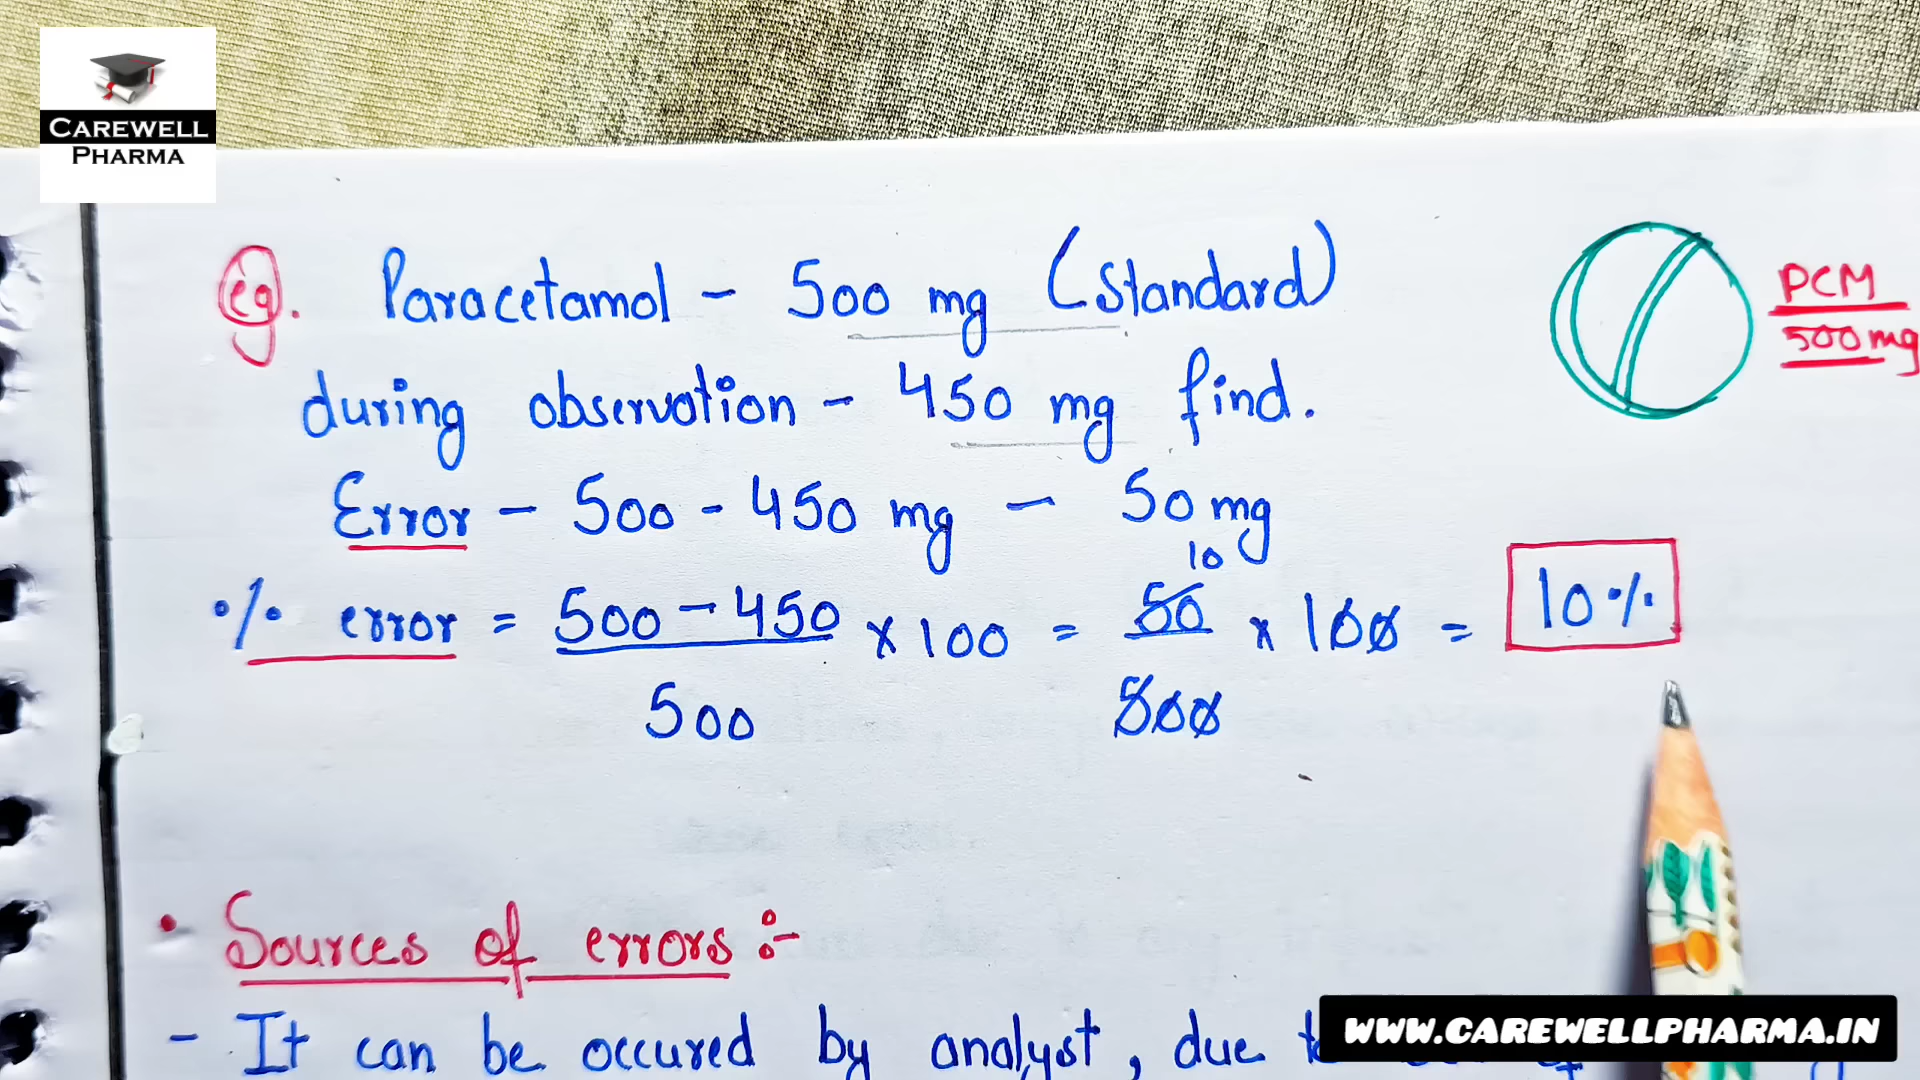 CAREWELL
PHARMA
eg. Paracetamol - 500 mg (Standard)
PCM
500 mg
during observation - 450 mg find.
Error - 500 - 450 mg - 50 mg
10
% error = 500 - 450 × 100 = 50 × 100 = 10%
500 500
• Sources of errors :-
- It can be occured by analyst, due
WWW.CAREWELLPHARMA.IN